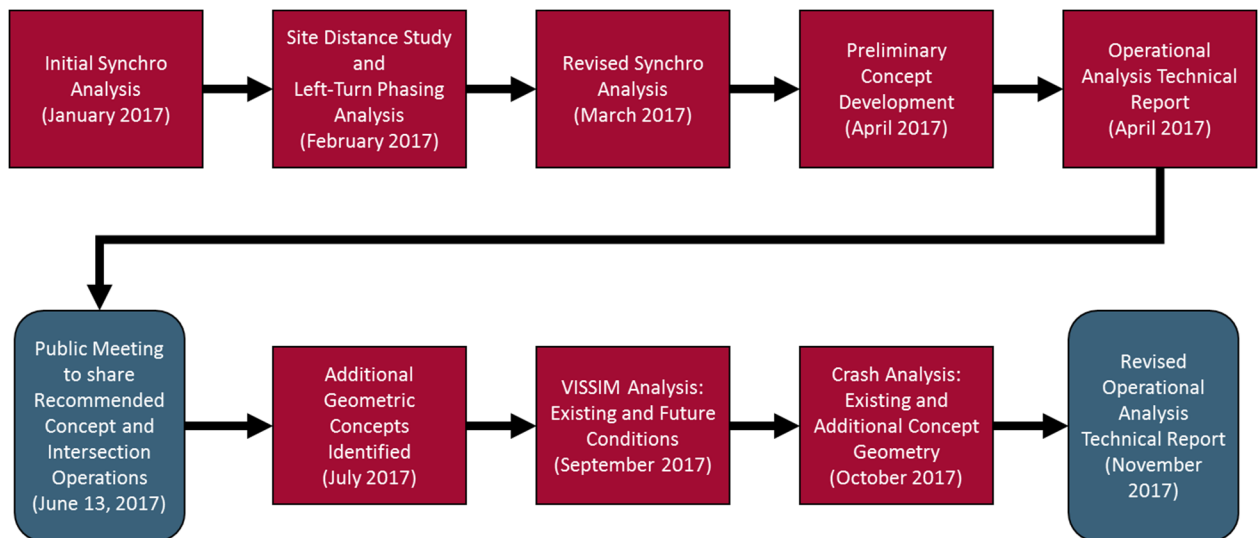 Initial Synchro
Analysis
(January 2017)
Site Distance Study
and
Left-Turn Phasing
Analysis
(February 2017)
Revised Synchro
Analysis
(March 2017)
Preliminary
Concept
Development
(April 2017)
Operational
Analysis Technical
Report
(April 2017)
Public Meeting
to share
Recommended
Concept and
Intersection
Operations
(June 13, 2017)
Additional
Geometric
Concepts
Identified
(July 2017)
VISSIM Analysis:
Existing and Future
Conditions
(September 2017)
Crash Analysis:
Existing and
Additional Concept
Geometry
(October 2017)
Revised
Operational
Analysis
Technical Report
(November
2017)